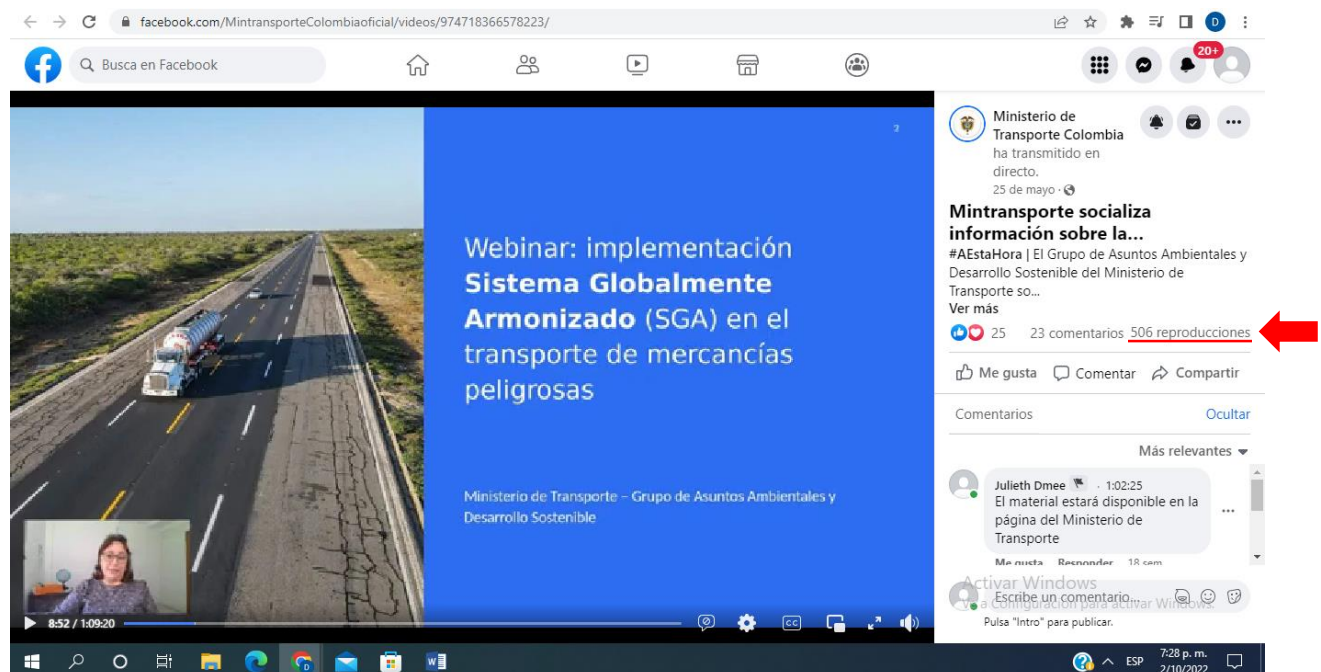 facebook.com/MintransporteColombiaoficial/videos/974718366578223/
D
Busca en Facebook
20+
2
Webinar: implementación
Sistema Globalmente
Armonizado (SGA) en el
transporte de mercancías
peligrosas
Ministerio de Transporte – Grupo de Asuntos Ambientales y
Desarrollo Sostenible
8:52 / 1:09:20
CC
Ministerio de
Transporte Colombia
ha transmitido en
directo.
25 de mayo ·
Mintransporte socializa
información sobre la...
#AEstaHora | El Grupo de Asuntos Ambientales y
Desarrollo Sostenible del Ministerio de
Transporte so...
Ver más
25 23 comentarios 506 reproducciones
Me gusta Comentar Compartir
Comentarios Ocultar
Más relevantes
Julieth Dmee · 1:02:25
El material estará disponible en la
página del Ministerio de
Transporte
Me gusta Responder 18 sem
Activar Windows
Escribe un comentario...
Ve a Configuración para activar Windows.
Pulsa "Intro" para publicar.
ESP
7:28 p. m.
2/10/2022